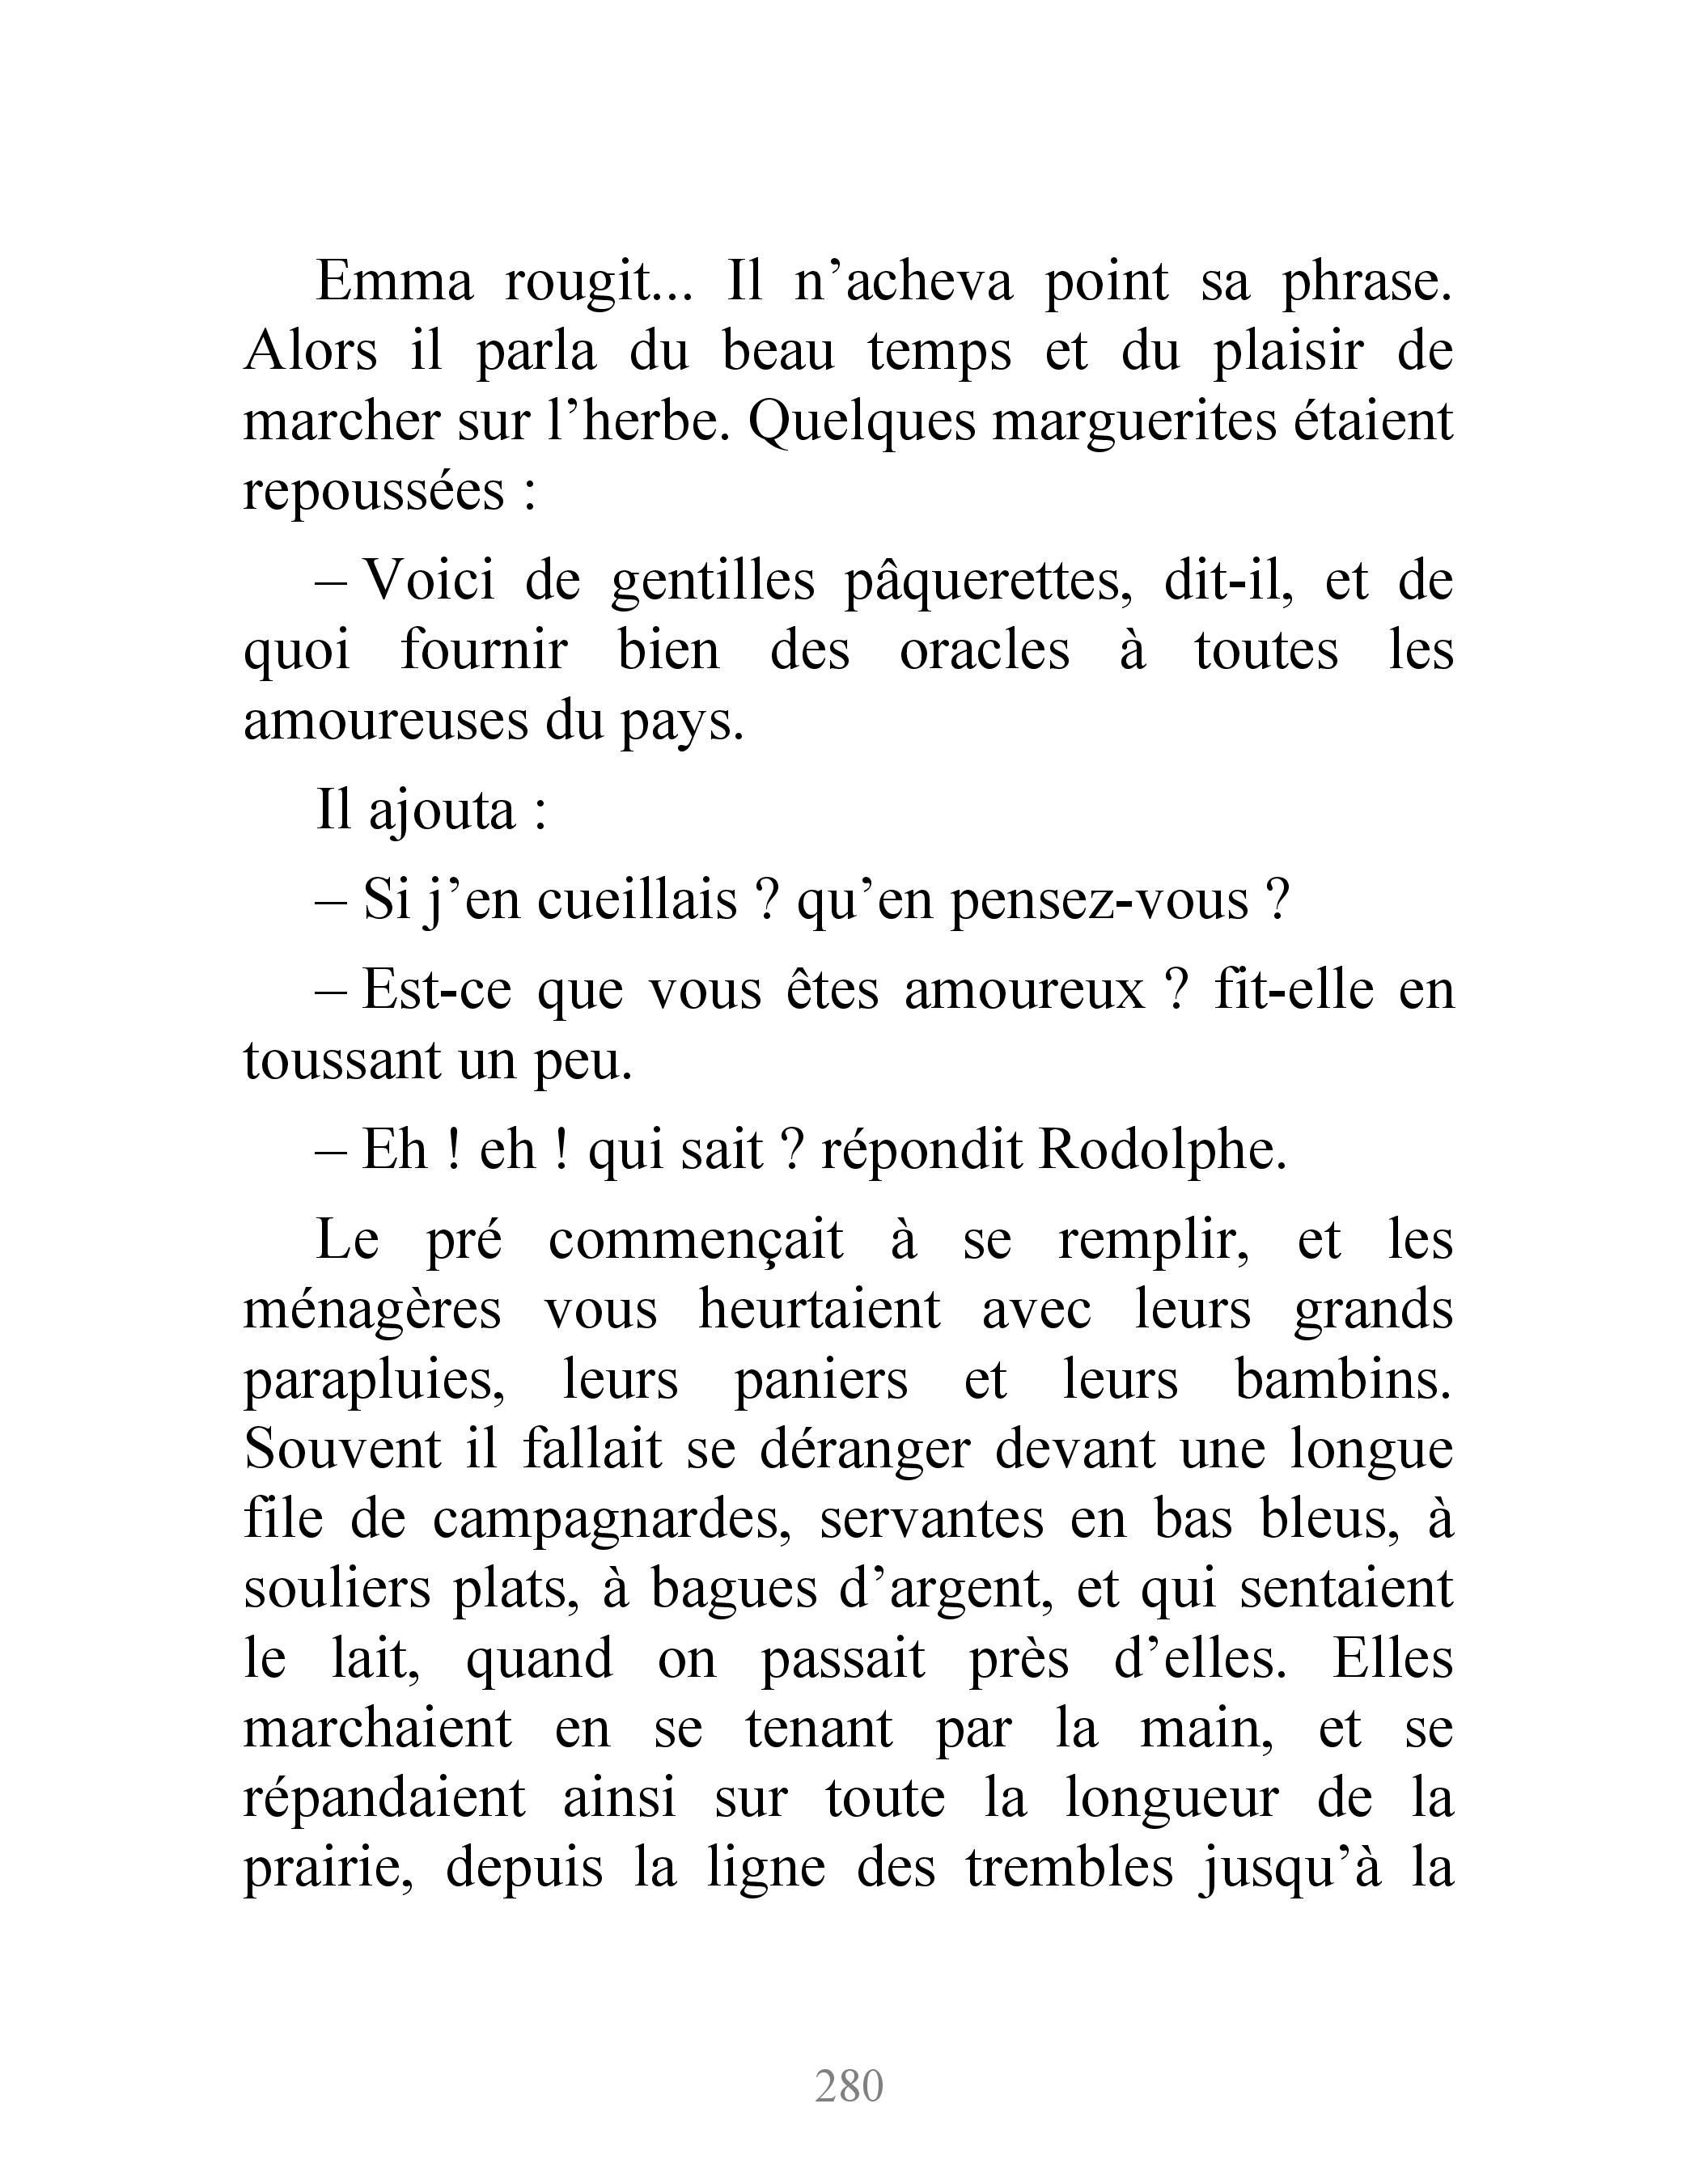 Emma rougit... Il n’acheva point sa phrase.
Alors il parla du beau temps et du plaisir de
marcher sur l’herbe. Quelques marguerites étaient
repoussées :
– Voici de gentilles pâquerettes, dit-il, et de
quoi fournir bien des oracles à toutes les
amoureuses du pays.
Il ajouta :
– Si j’en cueillais ? qu’en pensez-vous ?
– Est-ce que vous êtes amoureux ? fit-elle en
toussant un peu.
– Eh ! eh ! qui sait ? répondit Rodolphe.
Le pré commençait à se remplir, et les
ménagères vous heurtaient avec leurs grands
parapluies, leurs paniers et leurs bambins.
Souvent il fallait se déranger devant une longue
file de campagnardes, servantes en bas bleus, à
souliers plats, à bagues d’argent, et qui sentaient
le lait, quand on passait près d’elles. Elles
marchaient en se tenant par la main, et se
répandaient ainsi sur toute la longueur de la
prairie, depuis la ligne des trembles jusqu’à la
280